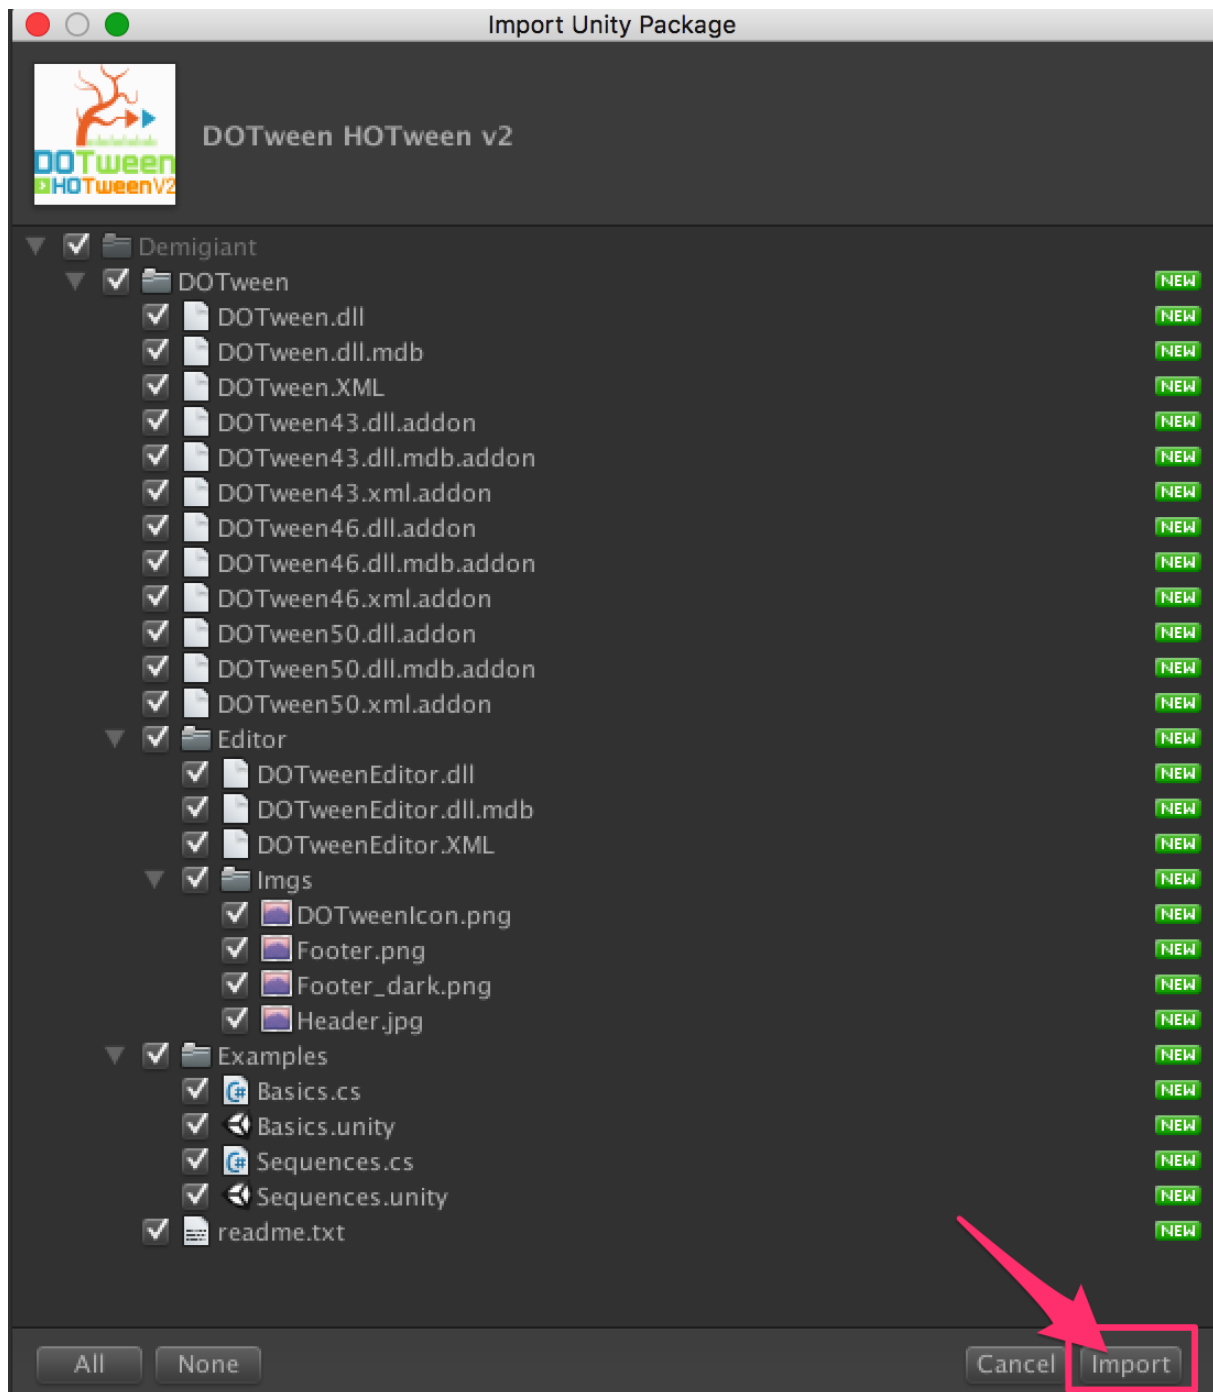 Import Unity Package
DOTween
HOTweenV2
DOTween HOTween v2
Demigiant
DOTween NEW
DOTween.dll NEW
DOTween.dll.mdb NEW
DOTween.XML NEW
DOTween43.dll.addon NEW
DOTween43.dll.mdb.addon NEW
DOTween43.xml.addon NEW
DOTween46.dll.addon NEW
DOTween46.dll.mdb.addon NEW
DOTween46.xml.addon NEW
DOTween50.dll.addon NEW
DOTween50.dll.mdb.addon NEW
DOTween50.xml.addon NEW
Editor NEW
DOTweenEditor.dll NEW
DOTweenEditor.dll.mdb NEW
DOTweenEditor.XML NEW
Imgs NEW
DOTweenIcon.png NEW
Footer.png NEW
Footer_dark.png NEW
Header.jpg NEW
Examples NEW
Basics.cs NEW
Basics.unity NEW
Sequences.cs NEW
Sequences.unity NEW
readme.txt NEW
All None Cancel Import